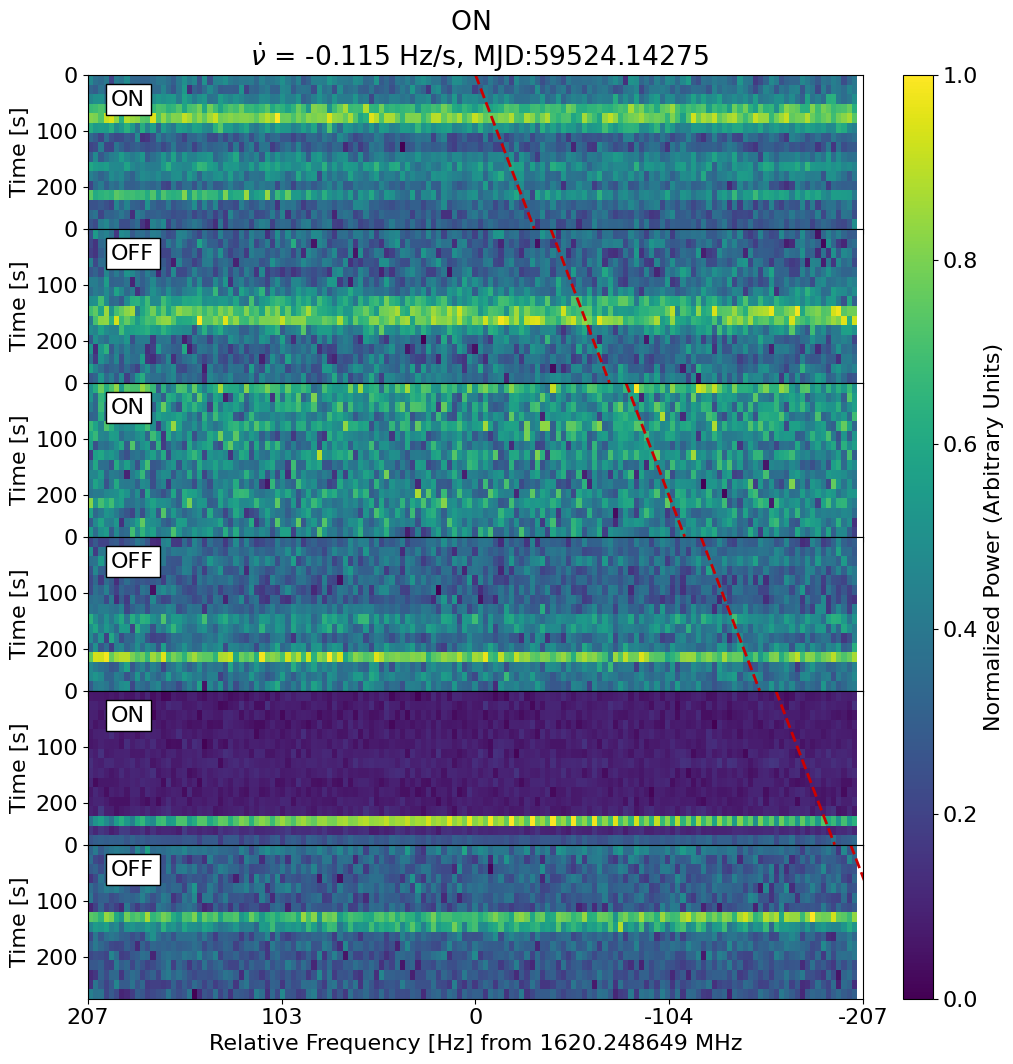 ON
ν̇ = -0.115 Hz/s, MJD:59524.14275
0
100
200
Time [s]
ON
0
100
200
Time [s]
OFF
0
100
200
Time [s]
ON
0
100
200
Time [s]
OFF
0
100
200
Time [s]
ON
0
100
200
Time [s]
OFF
207 103 0 -104 -207
Relative Frequency [Hz] from 1620.248649 MHz
1.0
0.8
0.6
0.4
0.2
0.0
Normalized Power (Arbitrary Units)